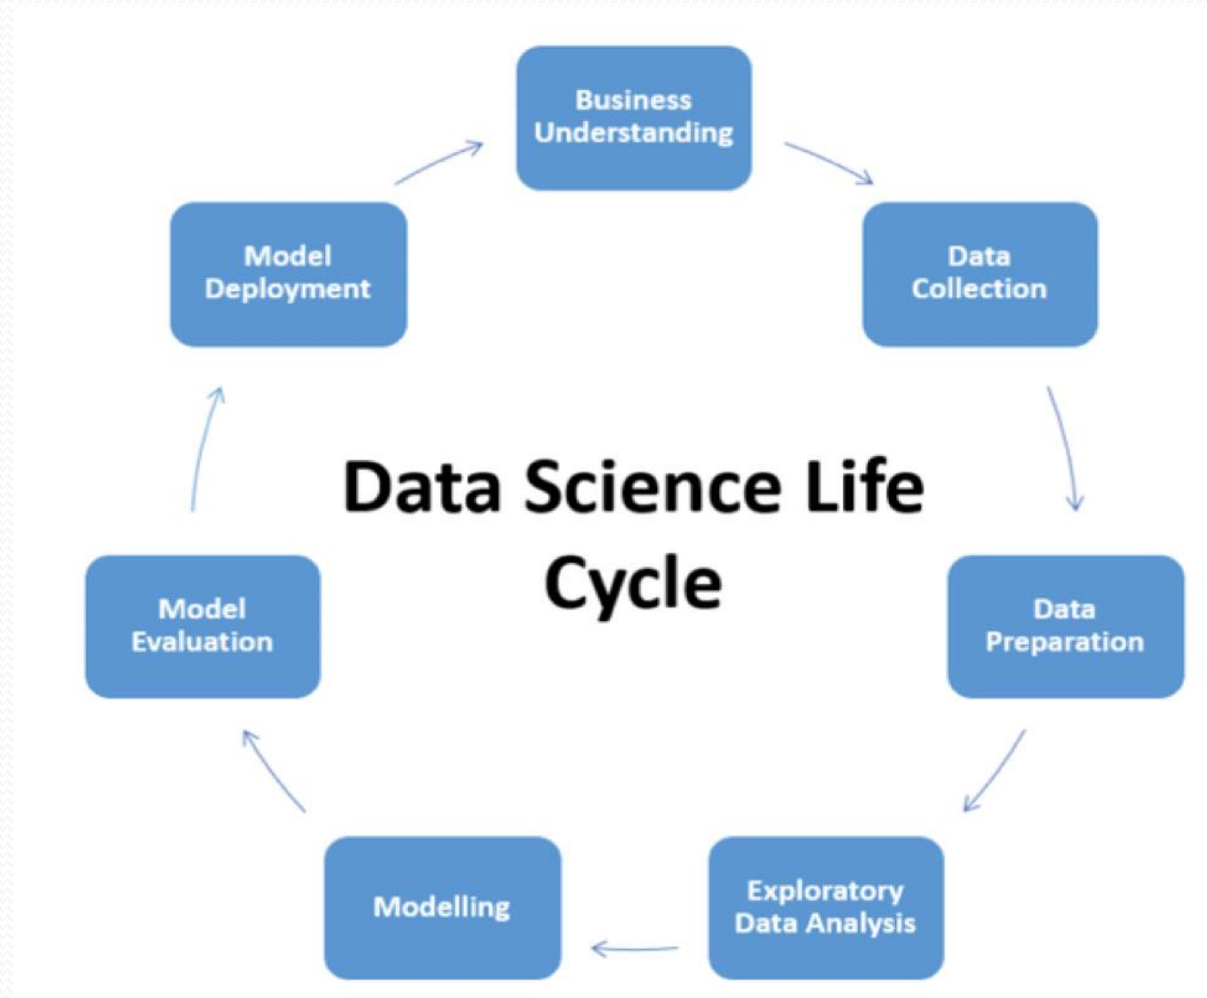 Business
Understanding
Data
Collection
Data
Preparation
Exploratory
Data Analysis
Modelling
Model
Evaluation
Model
Deployment
Data Science Life
Cycle